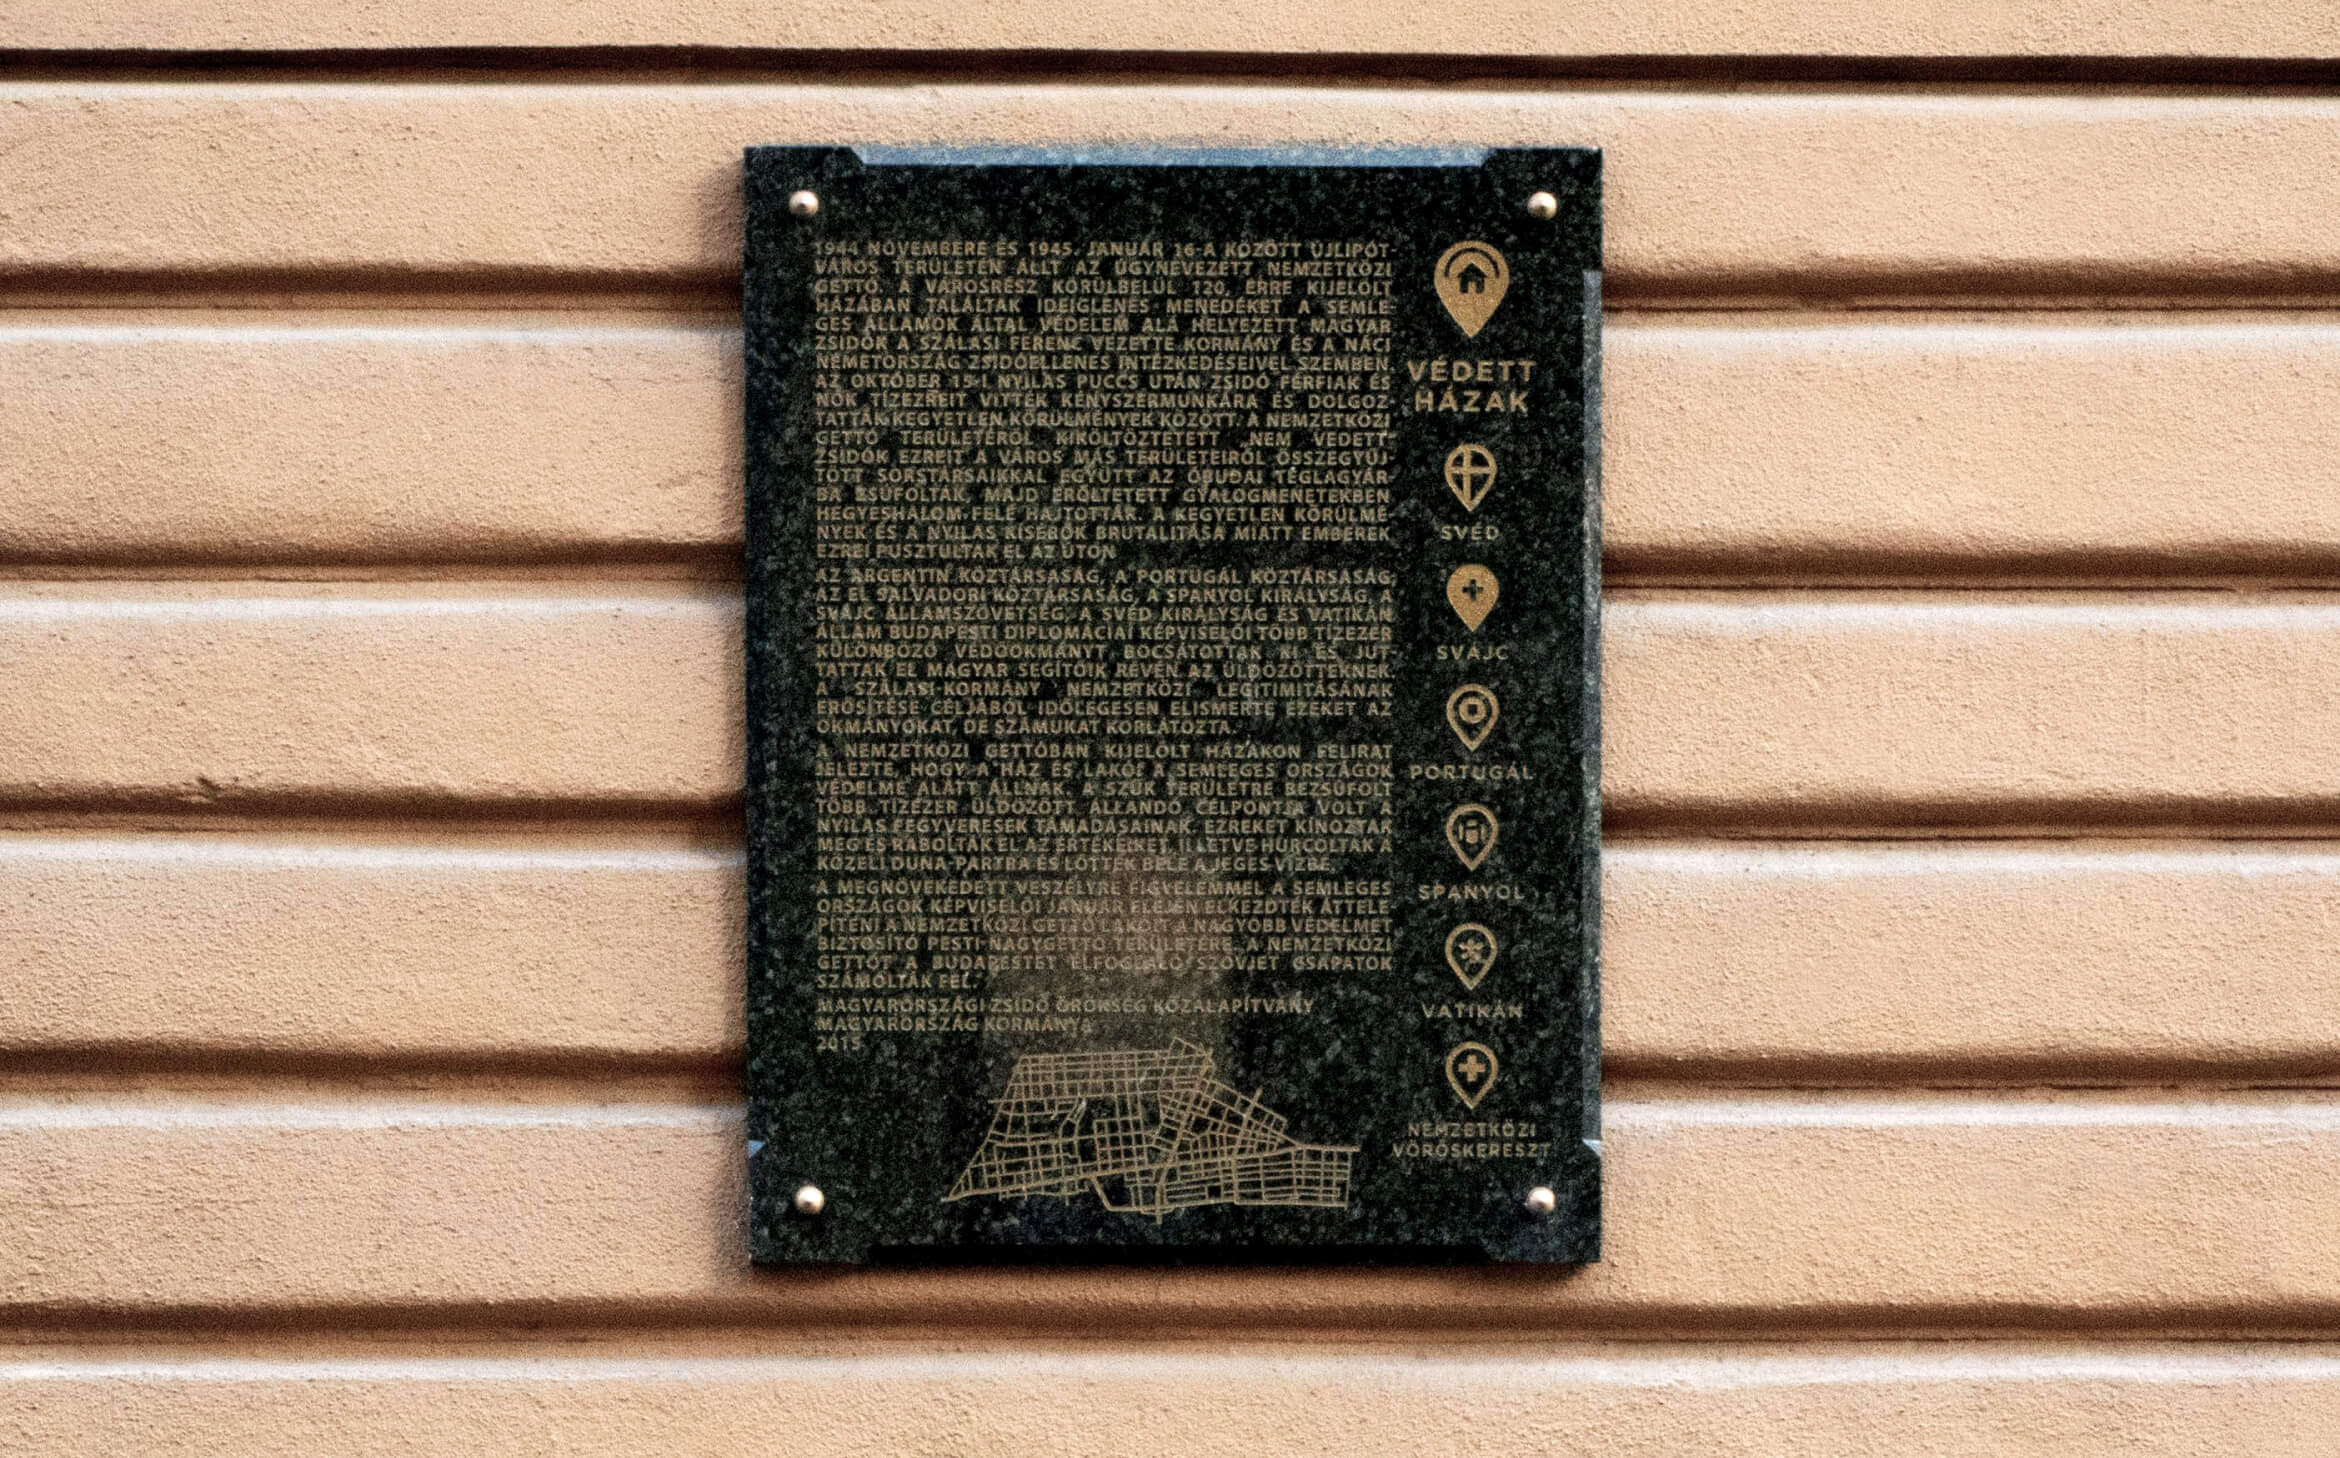 1944 NOVEMBERE ÉS 1945. JANUÁR 16-A KÖZÖTT ÚJLIPÓT-
VÁROS TERÜLETÉN ÁLLT AZ ÚGYNEVEZETT NEMZETKÖZI
GETTÓ. A VÁROSRÉSZ KÖRÜLBELÜL 120, ERRE KIJELÖLT
HÁZÁBAN TALÁLTAK IDEIGLENES MENEDÉKET A SEMLE
GES ÁLLAMOK ÁLTAL VÉDELEM ALÁ HELYEZETT MAGYAR
ZSIDÓK A SZÁLASI FERENC VEZETTE KORMÁNY ÉS A NÁCI
NÉMETORSZÁG ZSIDÓELLENES INTÉZKEDÉSEIVEL SZEMBEN.
AZ OKTÓBER 15-I NYILAS PUCCS UTÁN ZSIDÓ FÉRFIAK ÉS
NŐK TÍZEZREIT VITTÉK KÉNYSZERMUNKÁRA ÉS DOLGOZ-
TATTÁK KEGYETLEN KÖRÜLMÉNYEK KÖZÖTT. A NEMZETKÖZI
GETTÓ TERÜLETÉRŐL KIKÖLTÖZTETETT „NEM VÉDETT"
ZSIDÓK EZREIT A VÁROS MÁS TERÜLETEIRŐL ÖSSZEGYŰJ
TÖTT SORSTÁRSAIKKAL EGYÜTT AZ ÓBUDAI TÉGLAGYÁR-
BA ZSÚFOLTÁK, MAJD ERŐLTETETT GYALOGMENETEKBEN
HEGYESHALOM FELÉ HAJTOTTÁK. A KEGYETLEN KÖRÜLMÉ-
NYEK ÉS A NYILAS KÍSÉRŐK BRUTALITÁSA MIATT EMBEREK
EZREI PUSZTULTAK EL AZ ÚTON.
AZ ARGENTIN KÖZTÁRSASÁG, A PORTUGÁL KÖZTÁRSASÁG,
AZ EL SALVADORI KÖZTÁRSASÁG, A SPANYOL KIRÁLYSÁG, A
SVÁJC ÁLLAMSZÖVETSÉG, A SVÉD KIRÁLYSÁG ÉS VATIKÁN
ÁLLAM BUDAPESTI DIPLOMÁCIAI KÉPVISELŐI TÖBB TÍZEZER
KÜLÖNBÖZŐ VÉDŐOKMÁNYT BOCSÁTOTTAK KI ÉS JUT-
TATTAK EL MAGYAR SEGÍTŐIK RÉVÉN AZ ÜLDÖZÖTTEKNEK
A SZÁLASI-KORMÁNY NEMZETKÖZI LEGITIMITÁSÁNAK
ERŐSÍTÉSE CÉLJÁBÓL IDŐLEGESEN ELISMERTE EZEKET AZ
OKMÁNYOKAT, DE SZÁMUKAT KORLÁTOZTA.
A NEMZETKÖZI GETTÓBAN KIJELÖLT HÁZAKON FELIRAT
JELEZTE, HOGY A HÁZ ÉS LAKÓI A SEMLEGES ORSZÁGOK
VÉDELME ALATT ÁLLNAK. A SZŰK TERÜLETRE BEZSÚFOLT
TÖBB TÍZEZER ÜLDÖZÖTT ÁLLANDÓ CÉLPONTJA VOLT A
NYILAS FEGYVERESEK TÁMADÁSAINAK. EZREKET KÍNOZTAK
MEG ÉS RABOLTÁK EL AZ ÉRTÉKEIKET, ILLETVE HURCOLTAK A
KÖZELI DUNA-PARTRA ÉS LŐTTEK BELE A JEGES VÍZBE.
A MEGNÖVEKEDETT VESZÉLYRE FIGYELEMMEL A SEMLEGES
ORSZÁGOK KÉPVISELŐI JANUÁR ELEJÉN ELKEZDTÉK ÁTTELE
PÍTENI A NEMZETKÖZI GETTÓ LAKÓIT A NAGYOBB VÉDELMET
BIZTOSÍTÓ PESTI NAGYGETTÓ TERÜLETÉRE. A NEMZETKÖZI
GETTÓT A BUDAPESTET ELFOGLALÓ SZOVJET CSAPATOK
SZÁMOLTÁK FEL.
MAGYARORSZÁGI ZSIDÓ ÖRÖKSÉG KÖZALAPÍTVÁNY
MAGYARORSZÁG KORMÁNYA
2015
VÉDETT
HÁZAK
SVÉD
SVÁJC
PORTUGÁL
SPANYOL
VATIKÁN
NEMZETKÖZI
VÖRÖSKERESZT